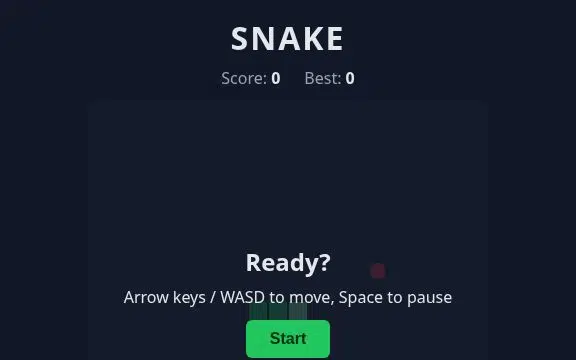 SNAKE
Score: 0 Best: 0
Ready?
Arrow keys / WASD to move, Space to pause
Start